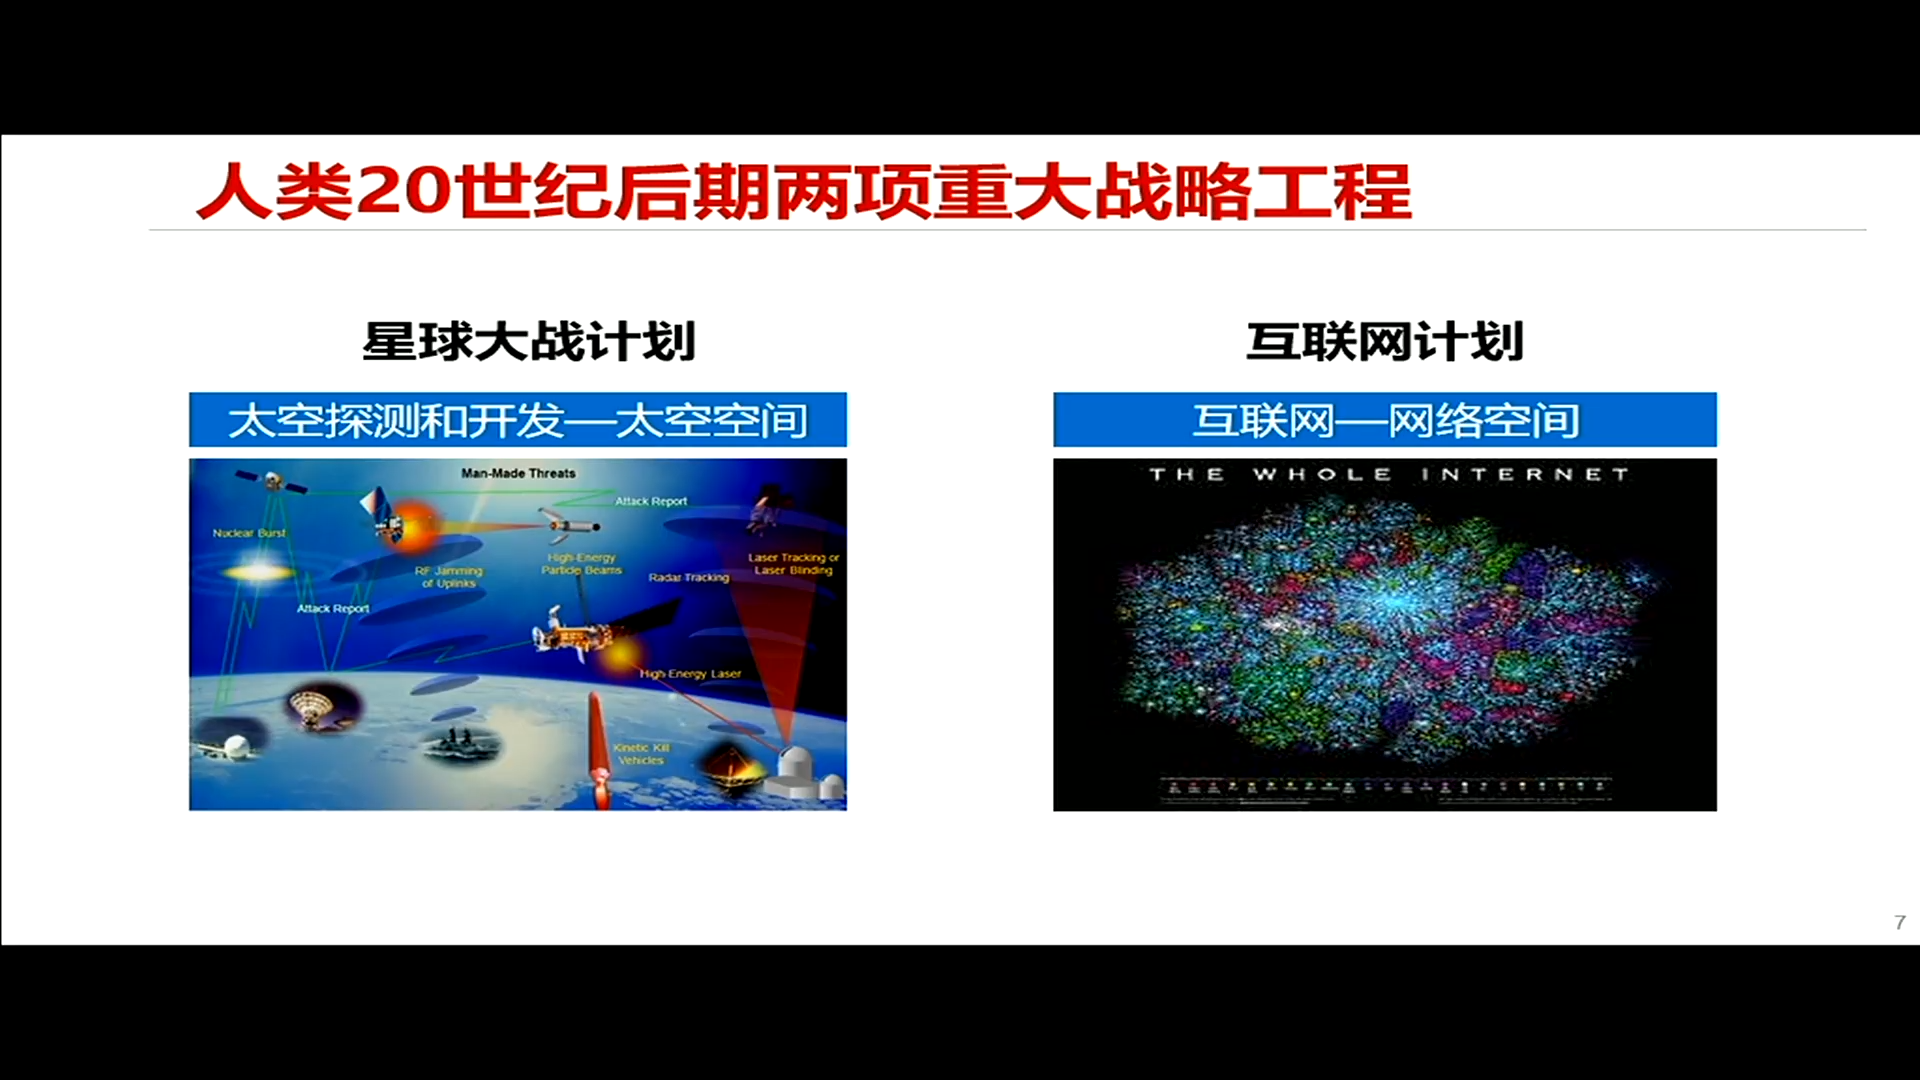 人类20世纪后期两项重大战略工程
星球大战计划
太空探测和开发—太空空间
Man-Made Threats
Attack Report
Nuclear Burst
RF Jamming
of Uplinks
High-Energy
Particle Beams
Radar Tracking
Laser Tracking or
Laser Blinding
Attack Report
High Energy Laser
Kinetic Kill
Vehicles
互联网计划
互联网—网络空间
THE WHOLE INTERNET
7